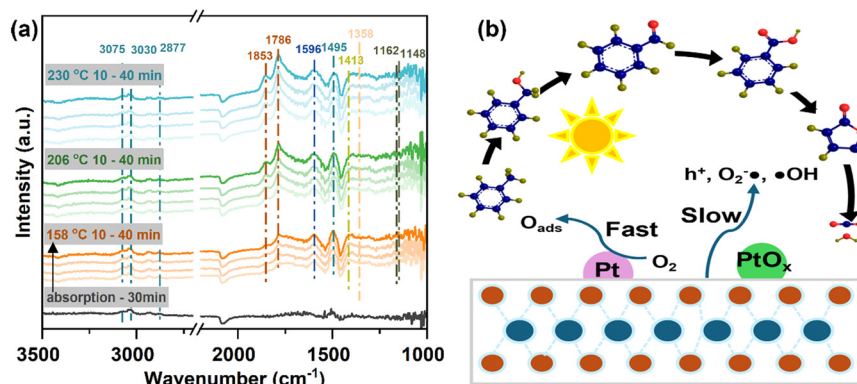 (a)
3075
3030
2877
1853
1786
1596
1495
1413
1358
1162
1148
230 °C 10 - 40 min
206 °C 10 - 40 min
158 °C 10 - 40 min
absorption - 30min
Intensity (a.u.)
3500
3000
2000
1500
1000
Wavenumber (cm⁻¹)
(b)
h⁺, O₂⁻•, •OH
Oads
Fast
Slow
O₂
Pt
PtOₓ